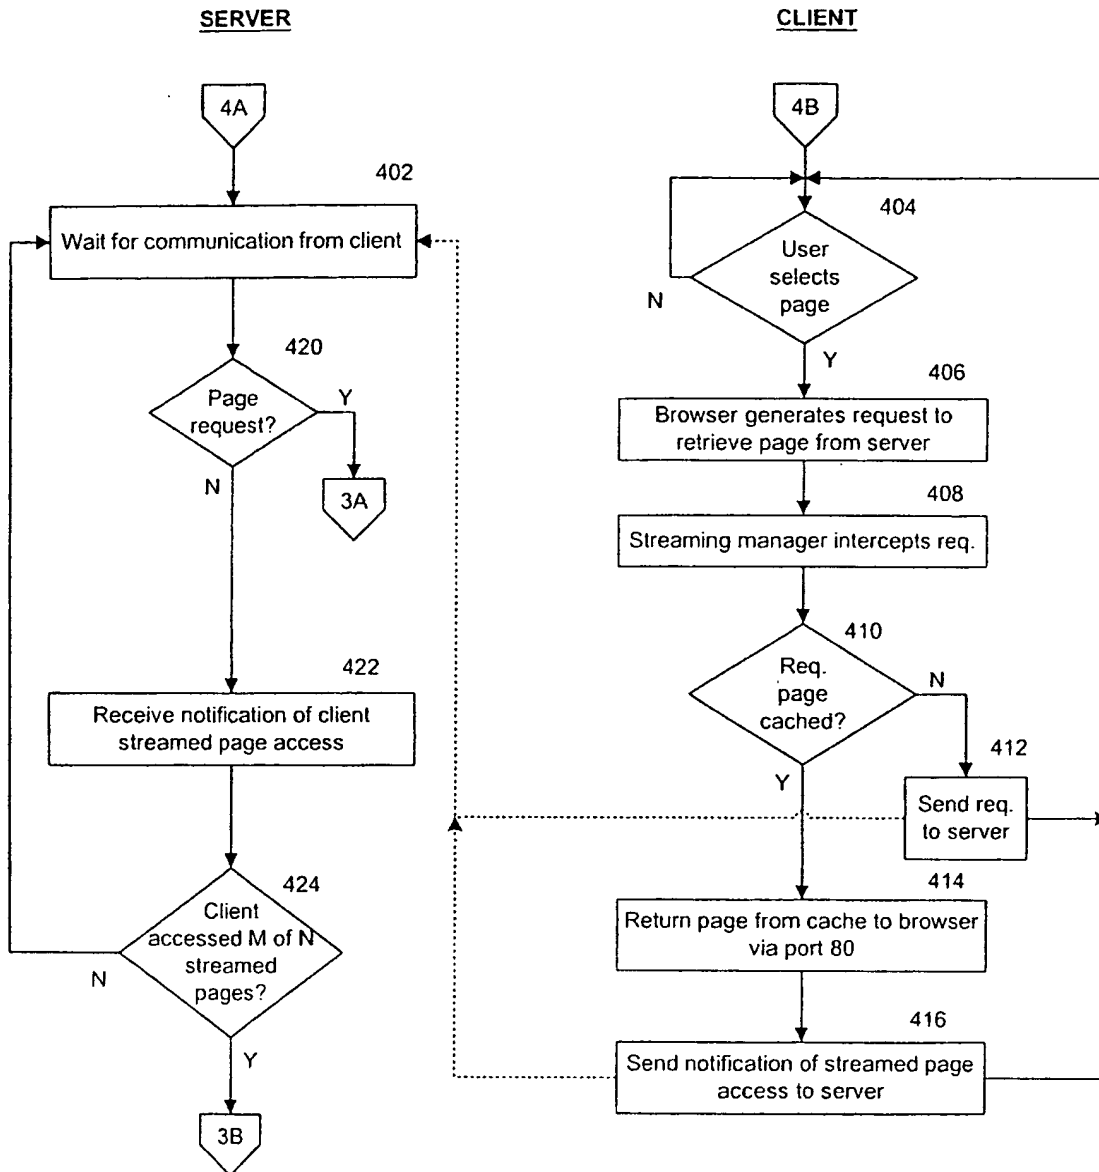 SERVER
CLIENT
4A
4B
402
Wait for communication from client
404
User
selects
page
N
Y
420
Page
request?
Y
N
3A
406
Browser generates request to
retrieve page from server
408
Streaming manager intercepts req.
410
Req.
page
cached?
N
Y
412
Send req.
to server
422
Receive notification of client
streamed page access
424
Client
accessed M of N
streamed
pages?
N
Y
3B
414
Return page from cache to browser
via port 80
416
Send notification of streamed page
access to server